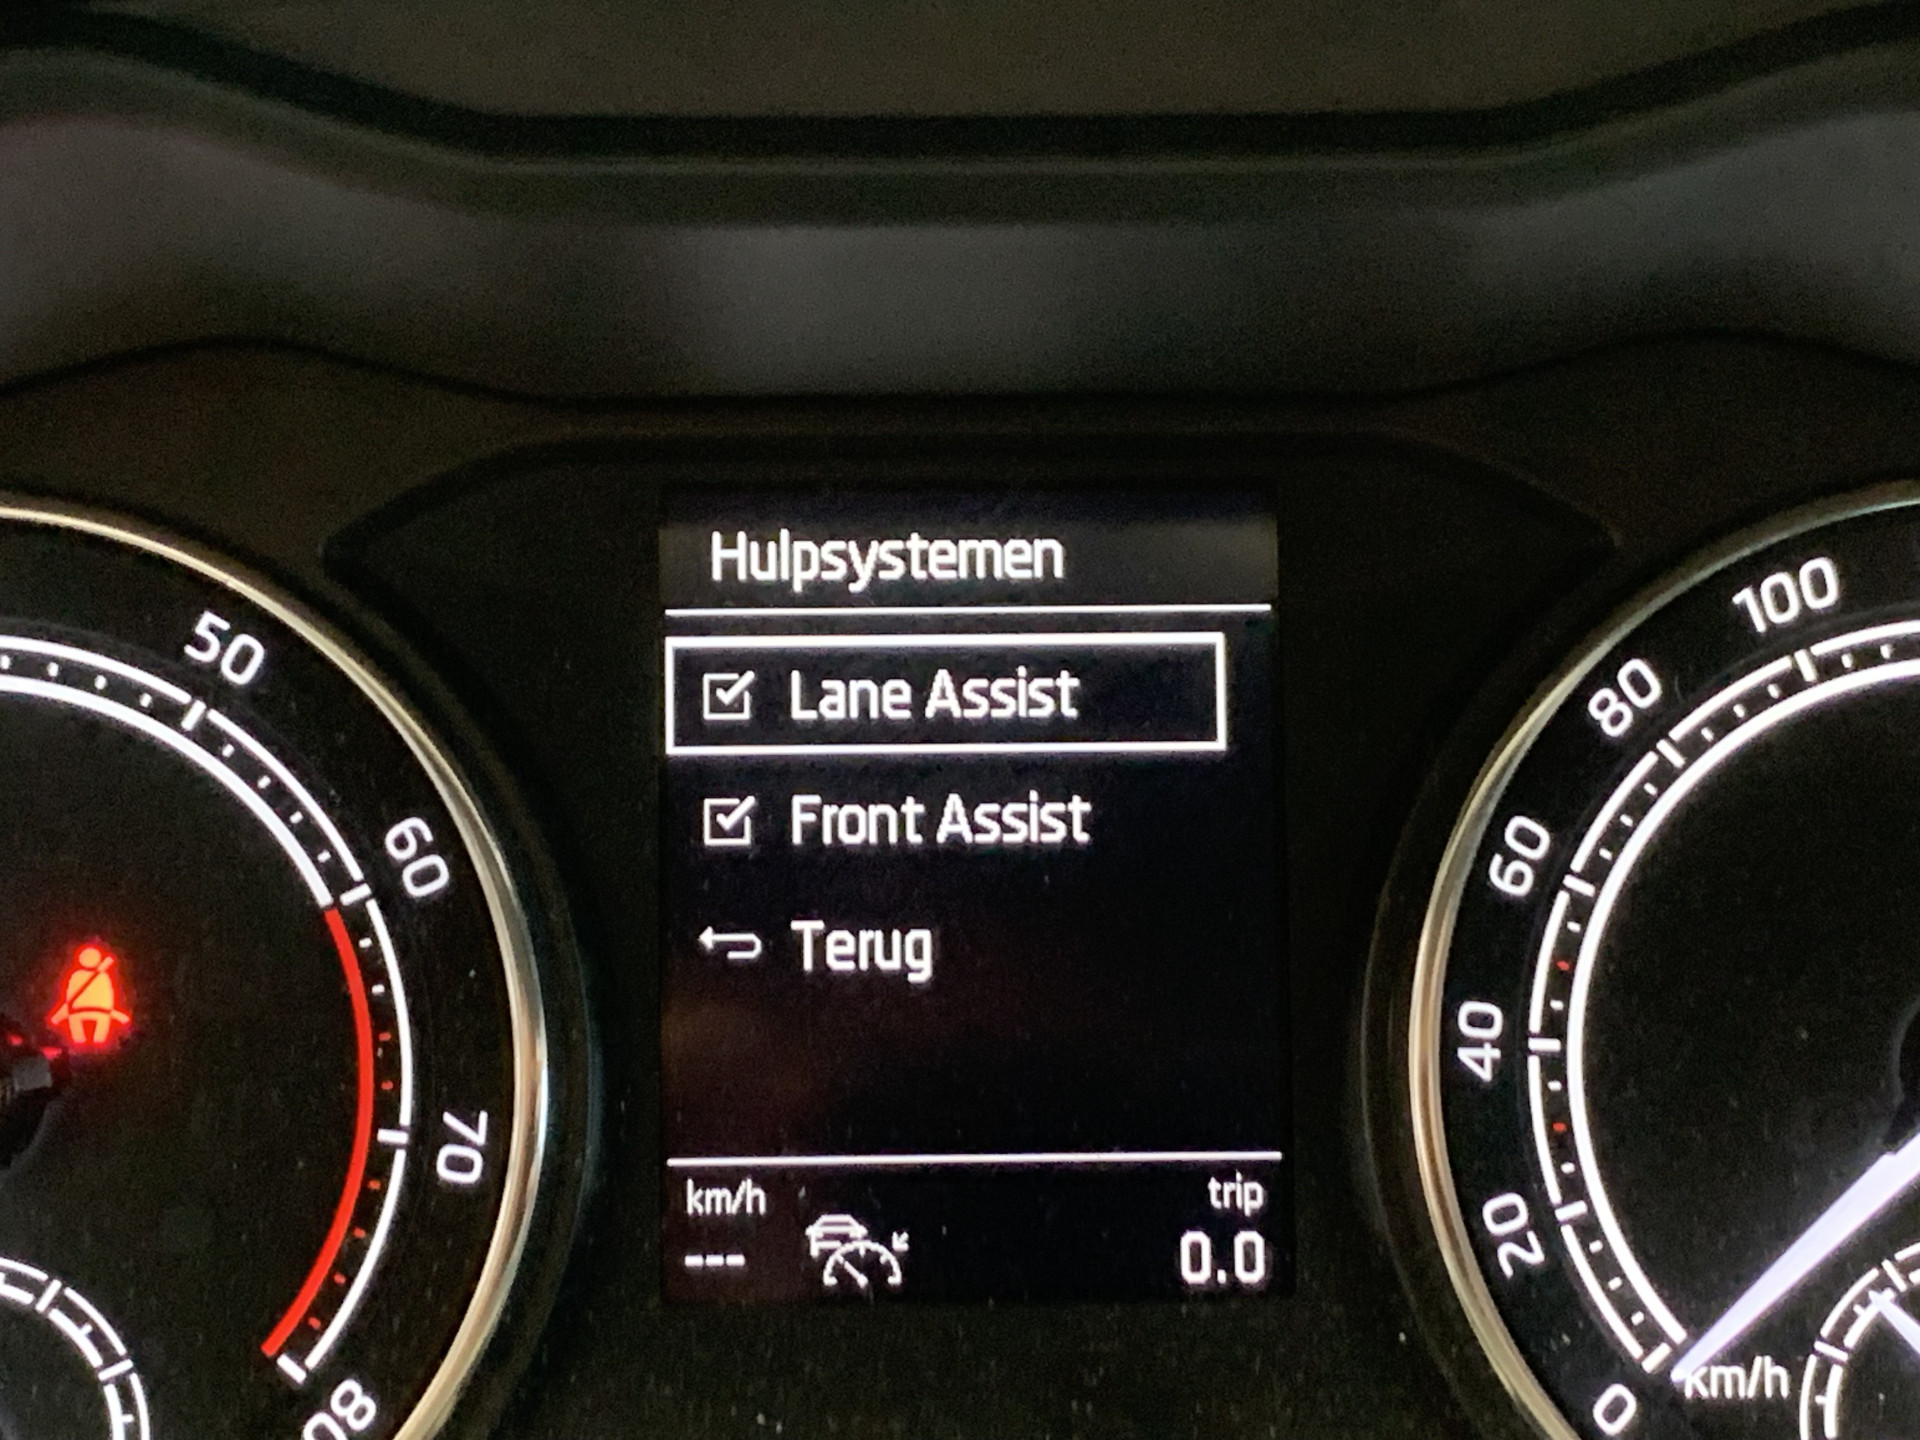 Hulpsystemen
Lane Assist
Front Assist
Terug
km/h
trip
---
0.0
50
60
70
80
100
80
60
40
20
0
km/h